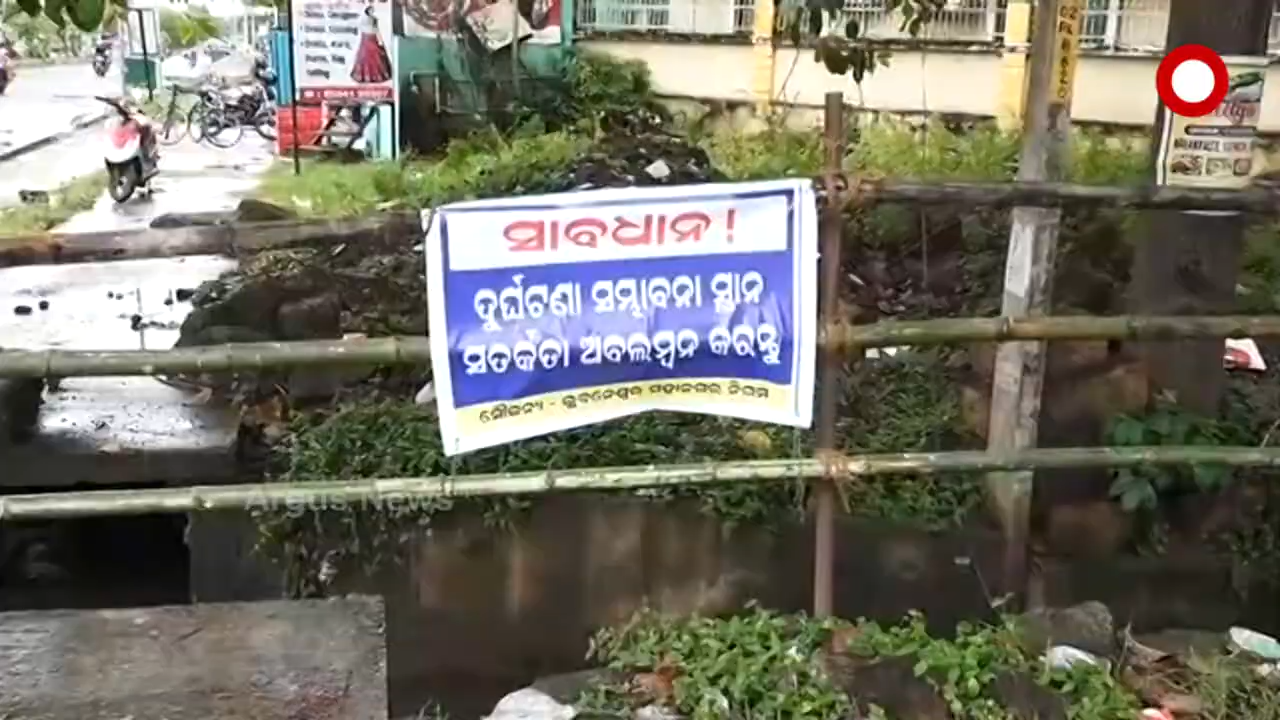 ସାବଧାନ !
ଦୁର୍ଘଟଣା ସମ୍ଭାବନା ସ୍ଥାନ
ସତର୍କତା ଅବଲମ୍ବନ କରନ୍ତୁ
ସୌଜନ୍ୟ - ଭୁବନେଶ୍ୱର ମହାନଗର ନିଗମ
Argus News